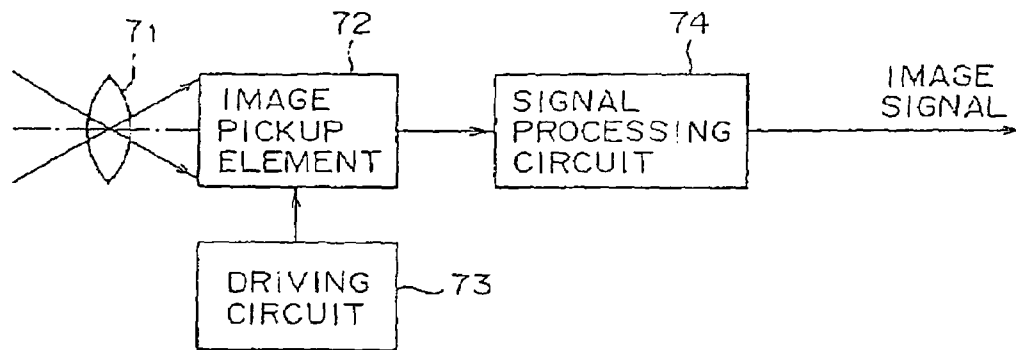 71
72
74
IMAGE
PICKUP
ELEMENT
SIGNAL
PROCESSING
CIRCUIT
IMAGE
SIGNAL
DRIVING
CIRCUIT
73